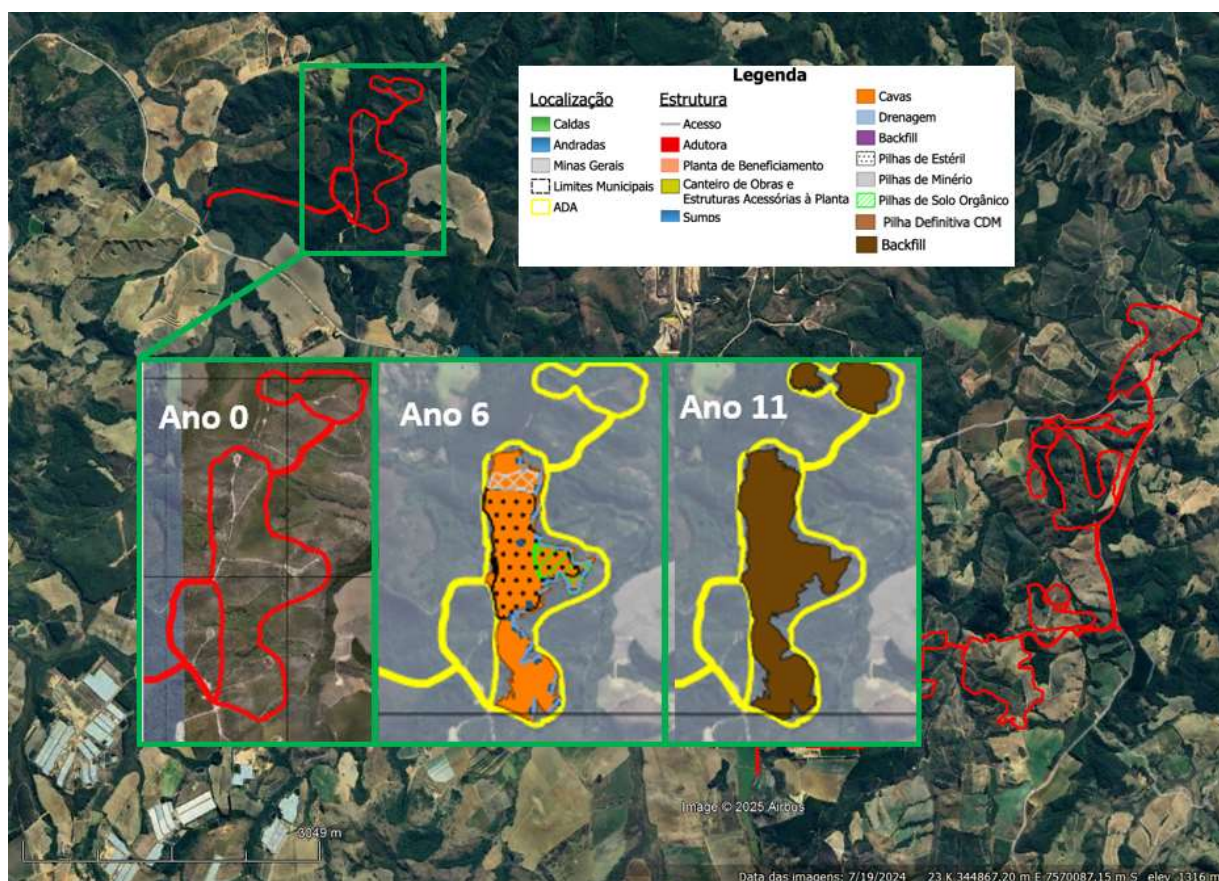 Legenda
Localização
Caldas
Andradas
Minas Gerais
Limites Municipais
ADA
Estrutura
Acesso
Adutora
Planta de Beneficiamento
Canteiro de Obras e
Estruturas Acessórias à Planta
Sumos
Cavas
Drenagem
Backfill
Pilhas de Estéril
Pilhas de Minério
Pilhas de Solo Orgânico
Pilha Definitiva CDM
Backfill
Ano 0
Ano 6
Ano 11
Image © 2025 Airbus
3049 m
Data das imagens: 7/19/2024 23 K 344867.20 m E 7570087.15 m S elev 1316 m